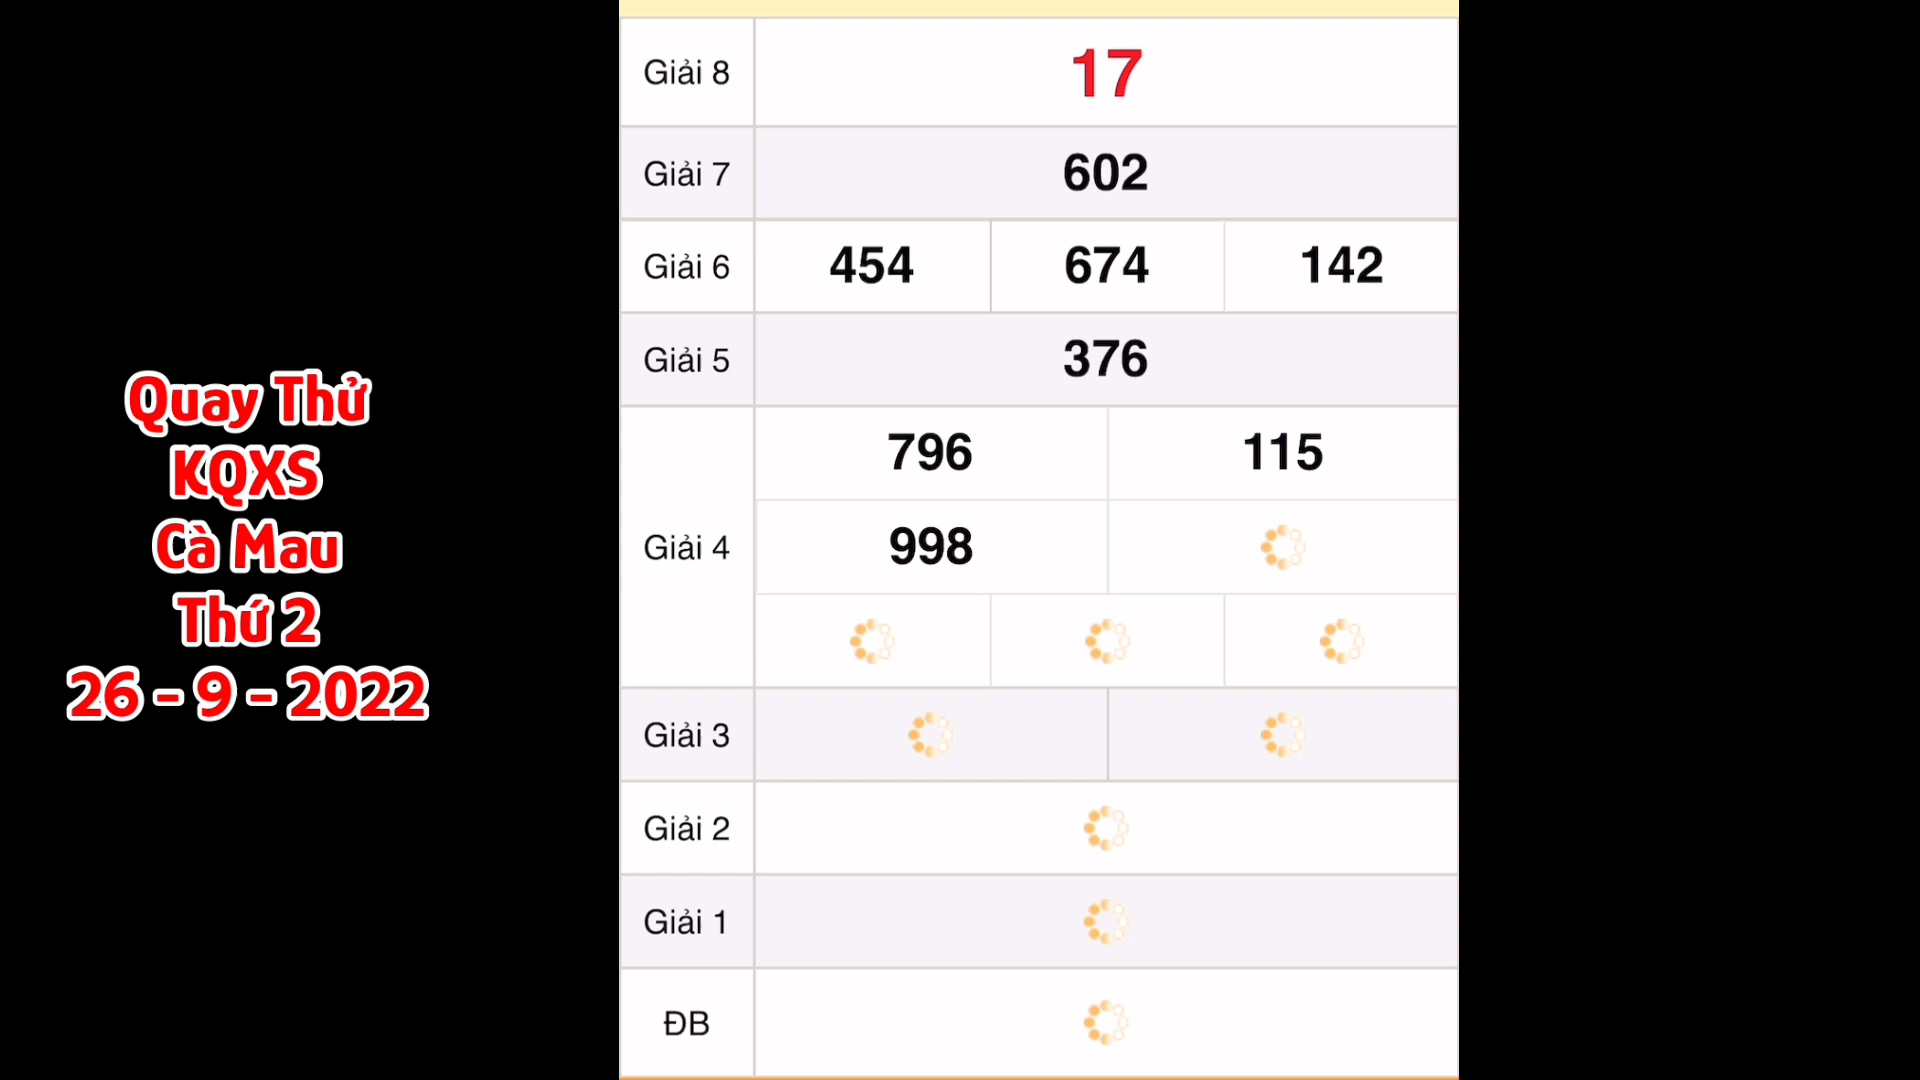 Quay Thử
KQXS
Cà Mau
Thứ 2
26 - 9 - 2022
Giải 8 17
Giải 7 602
Giải 6 454 674 142
Giải 5 376
796 115
Giải 4 998
Giải 3
Giải 2
Giải 1
ĐB